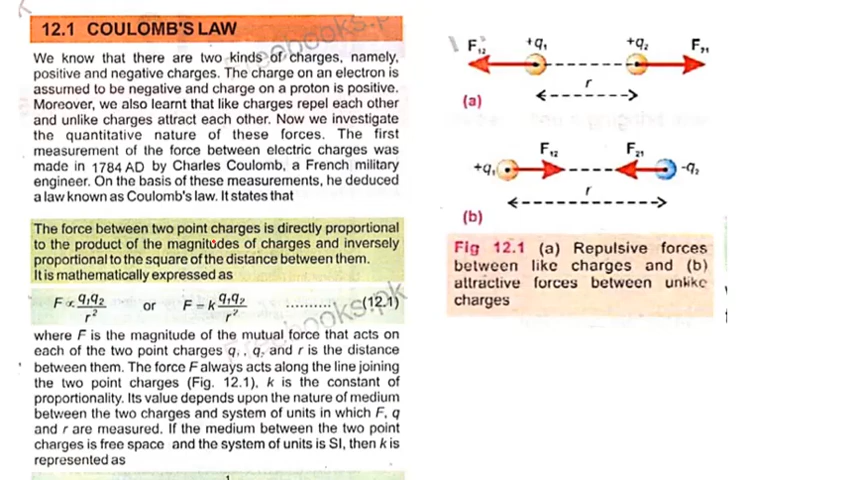 12.1 COULOMB'S LAW
We know that there are two kinds of charges, namely,
positive and negative charges. The charge on an electron is
assumed to be negative and charge on a proton is positive.
Moreover, we also learnt that like charges repel each other
and unlike charges attract each other. Now we investigate
the quantitative nature of these forces. The first
measurement of the force between electric charges was
made in 1784 AD by Charles Coulomb, a French military
engineer. On the basis of these measurements, he deduced
a law known as Coulomb's law. It states that
The force between two point charges is directly proportional
to the product of the magnitudes of charges and inversely
proportional to the square of the distance between them.
It is mathematically expressed as
F ∝ q₁q₂/r² or F = k q₁q₂/r² ........... (12.1)
where F is the magnitude of the mutual force that acts on
each of the two point charges q₁, q₂ and r is the distance
between them. The force F always acts along the line joining
the two point charges (Fig. 12.1), k is the constant of
proportionality. Its value depends upon the nature of medium
between the two charges and system of units in which F, q
and r are measured. If the medium between the two point
charges is free space and the system of units is SI, then k is
represented as
F₁₂ +q₁ +q₂ F₂₁
r
(a)
F₁₂ F₂₁
+q₁ -q₂
r
(b)
Fig 12.1 (a) Repulsive forces
between like charges and (b)
attractive forces between unlike
charges
freebooks.pk
freebooks.pk